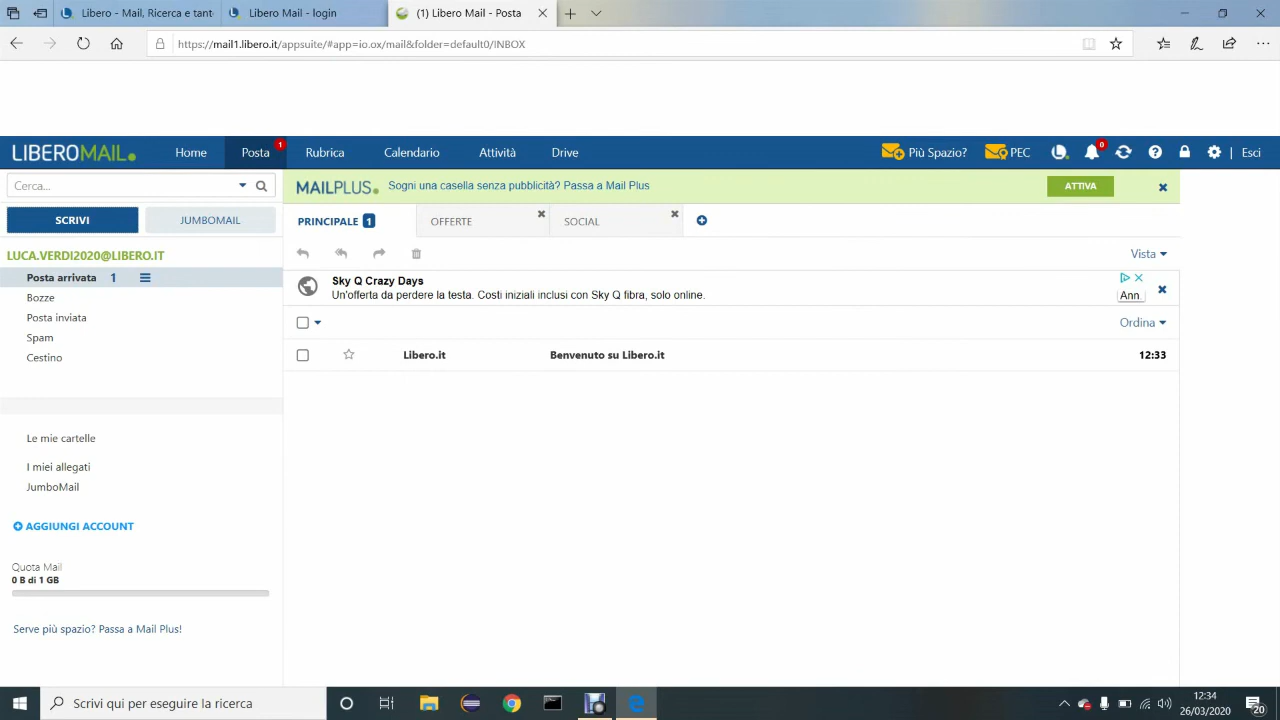 Libero - Mail, Ricerca e tant
Libero Mail - login
(1) Libero Mail - Posta
https://mail1.libero.it/appsuite/#app=io.ox/mail&folder=default0/INBOX
LIBEROMAIL.
Home
Posta
1
Rubrica
Calendario
Attività
Drive
Più Spazio?
PEC
L.
0
| Esci
Cerca...
MAILPLUS.
Sogni una casella senza pubblicità? Passa a Mail Plus
ATTIVA
SCRIVI
JUMBOMAIL
PRINCIPALE 1
OFFERTE
SOCIAL
LUCA.VERDI2020@LIBERO.IT
Vista
Posta arrivata 1
Bozze
Posta inviata
Spam
Cestino
Sky Q Crazy Days
Un'offerta da perdere la testa. Costi iniziali inclusi con Sky Q fibra, solo online.
Ann.
Ordina
Libero.it
Benvenuto su Libero.it
12:33
Le mie cartelle
I miei allegati
JumboMail
AGGIUNGI ACCOUNT
Quota Mail
0 B di 1 GB
Serve più spazio? Passa a Mail Plus!
Scrivi qui per eseguire la ricerca
12:34
26/03/2020
20